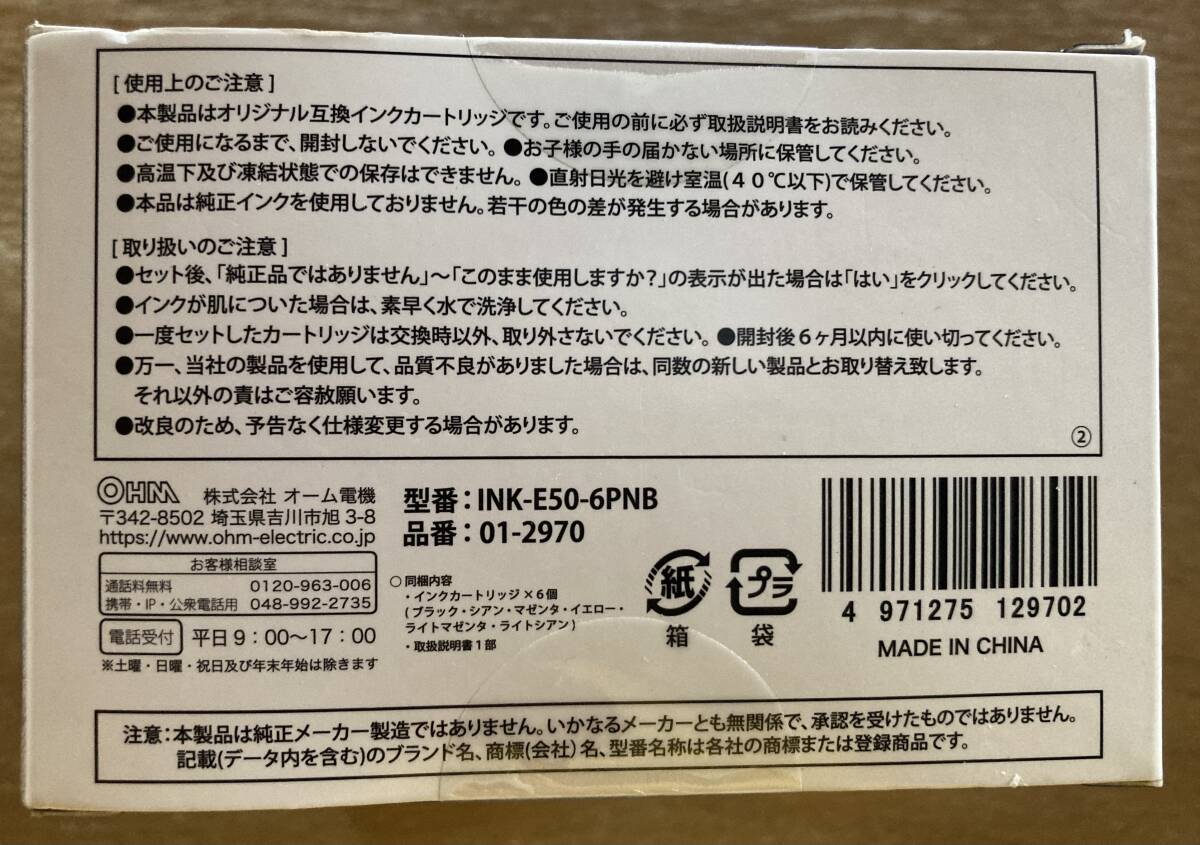 [ 使用上のご注意 ]
●本製品はオリジナル互換インクカートリッジです。ご使用の前に必ず取扱説明書をお読みください。
●ご使用になるまで、開封しないでください。 ●お子様の手の届かない場所に保管してください。
●高温下及び凍結状態での保存はできません。 ●直射日光を避け室温(４０℃以下)で保管してください。
●本品は純正インクを使用しておりません。若干の色の差が発生する場合があります。
[ 取り扱いのご注意 ]
●セット後、「純正品ではありません」～「このまま使用しますか?」の表示が出た場合は「はい」をクリックしてください。
●インクが肌についた場合は、素早く水で洗浄してください。
●一度セットしたカートリッジは交換時以外、取り外さないでください。 ●開封後６ヶ月以内に使い切ってください。
●万一、当社の製品を使用して、品質不良がありました場合は、同数の新しい製品とお取り替え致します。
それ以外の責はご容赦願います。
●改良のため、予告なく仕様変更する場合があります。
②
OHM 株式会社 オーム電機
〒342-8502 埼玉県吉川市旭 3-8
https://www.ohm-electric.co.jp
お客様相談室
通話料無料 0120-963-006
携帯・IP・公衆電話用 048-992-2735
電話受付 平日 9：00〜17：00
※土曜・日曜・祝日及び年末年始は除きます
型番：INK-E50-6PNB
品番：01-2970
○ 同梱内容
・インクカートリッジ ×６個
( ブラック・シアン・マゼンタ・イエロー・
ライトマゼンタ・ライトシアン )
・取扱説明書１部
紙
箱
プラ
袋
4 971275 129702
MADE IN CHINA
注意：本製品は純正メーカー製造ではありません。いかなるメーカーとも無関係で、承認を受けたものではありません。
記載(データ内を含む)のブランド名、商標(会社) 名、型番名称は各社の商標または登録商品です。